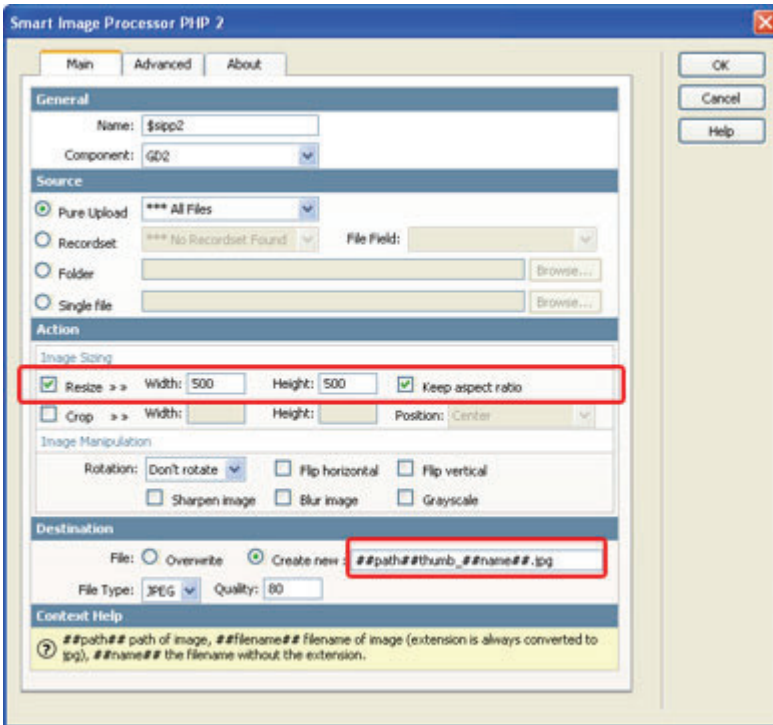 Smart Image Processor PHP 2
Main Advanced About
OK
Cancel
Help
General
Name: $sipp2
Component: GD2
Source
Pure Upload *** All Files
Recordset *** No Recordset Found File Field:
Folder Browse...
Single file Browse...
Action
Image Sizing
Resize >> Width: 500 Height: 500 Keep aspect ratio
Crop >> Width: Height: Position: Center
Image Manipulation
Rotation: Don't rotate Flip horizontal Flip vertical
Sharpen image Blur image Grayscale
Destination
File: Overwrite Create new : ##path##thumb_##name##.jpg
File Type: JPEG Quality: 80
Context Help
##path## path of image, ##filename## filename of image (extension is always converted to
jpg), ##name## the filename without the extension.